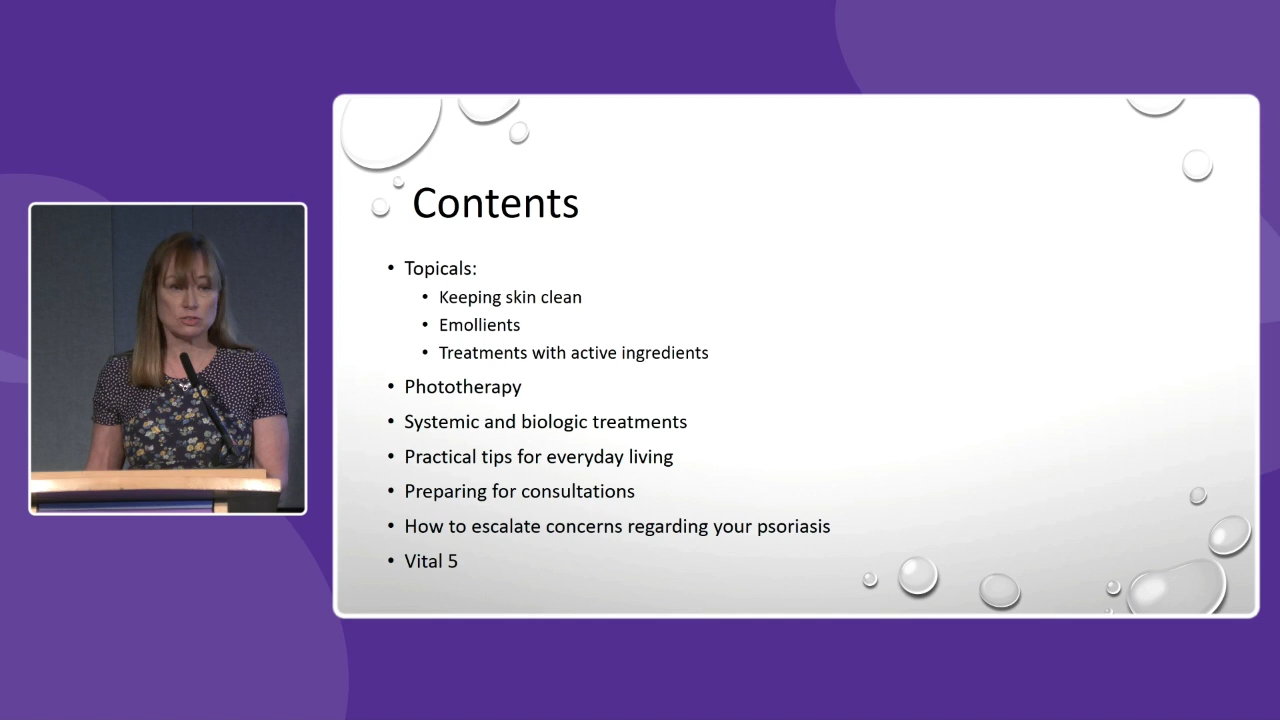 Contents
• Topicals:
• Keeping skin clean
• Emollients
• Treatments with active ingredients
• Phototherapy
• Systemic and biologic treatments
• Practical tips for everyday living
• Preparing for consultations
• How to escalate concerns regarding your psoriasis
• Vital 5